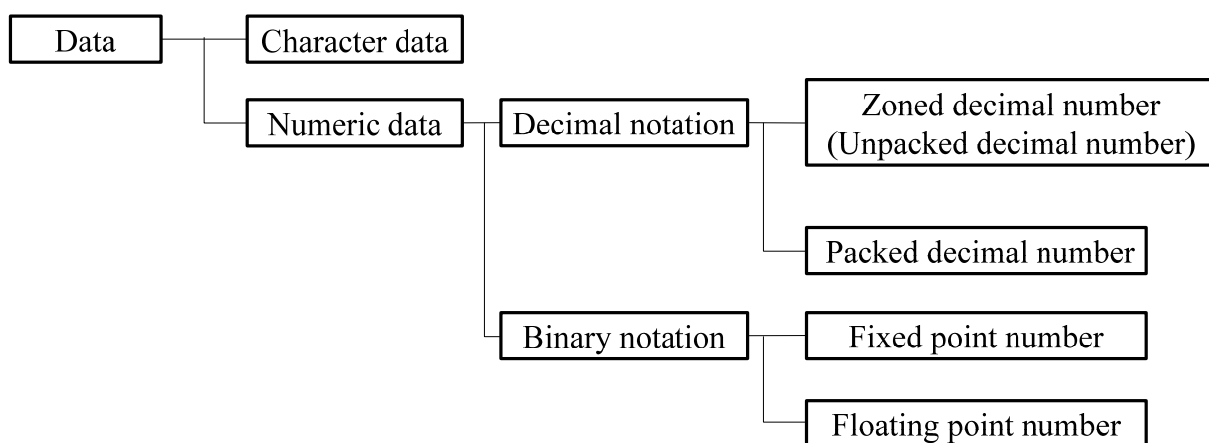 Data
Character data
Numeric data
Decimal notation
Zoned decimal number
(Unpacked decimal number)
Packed decimal number
Binary notation
Fixed point number
Floating point number